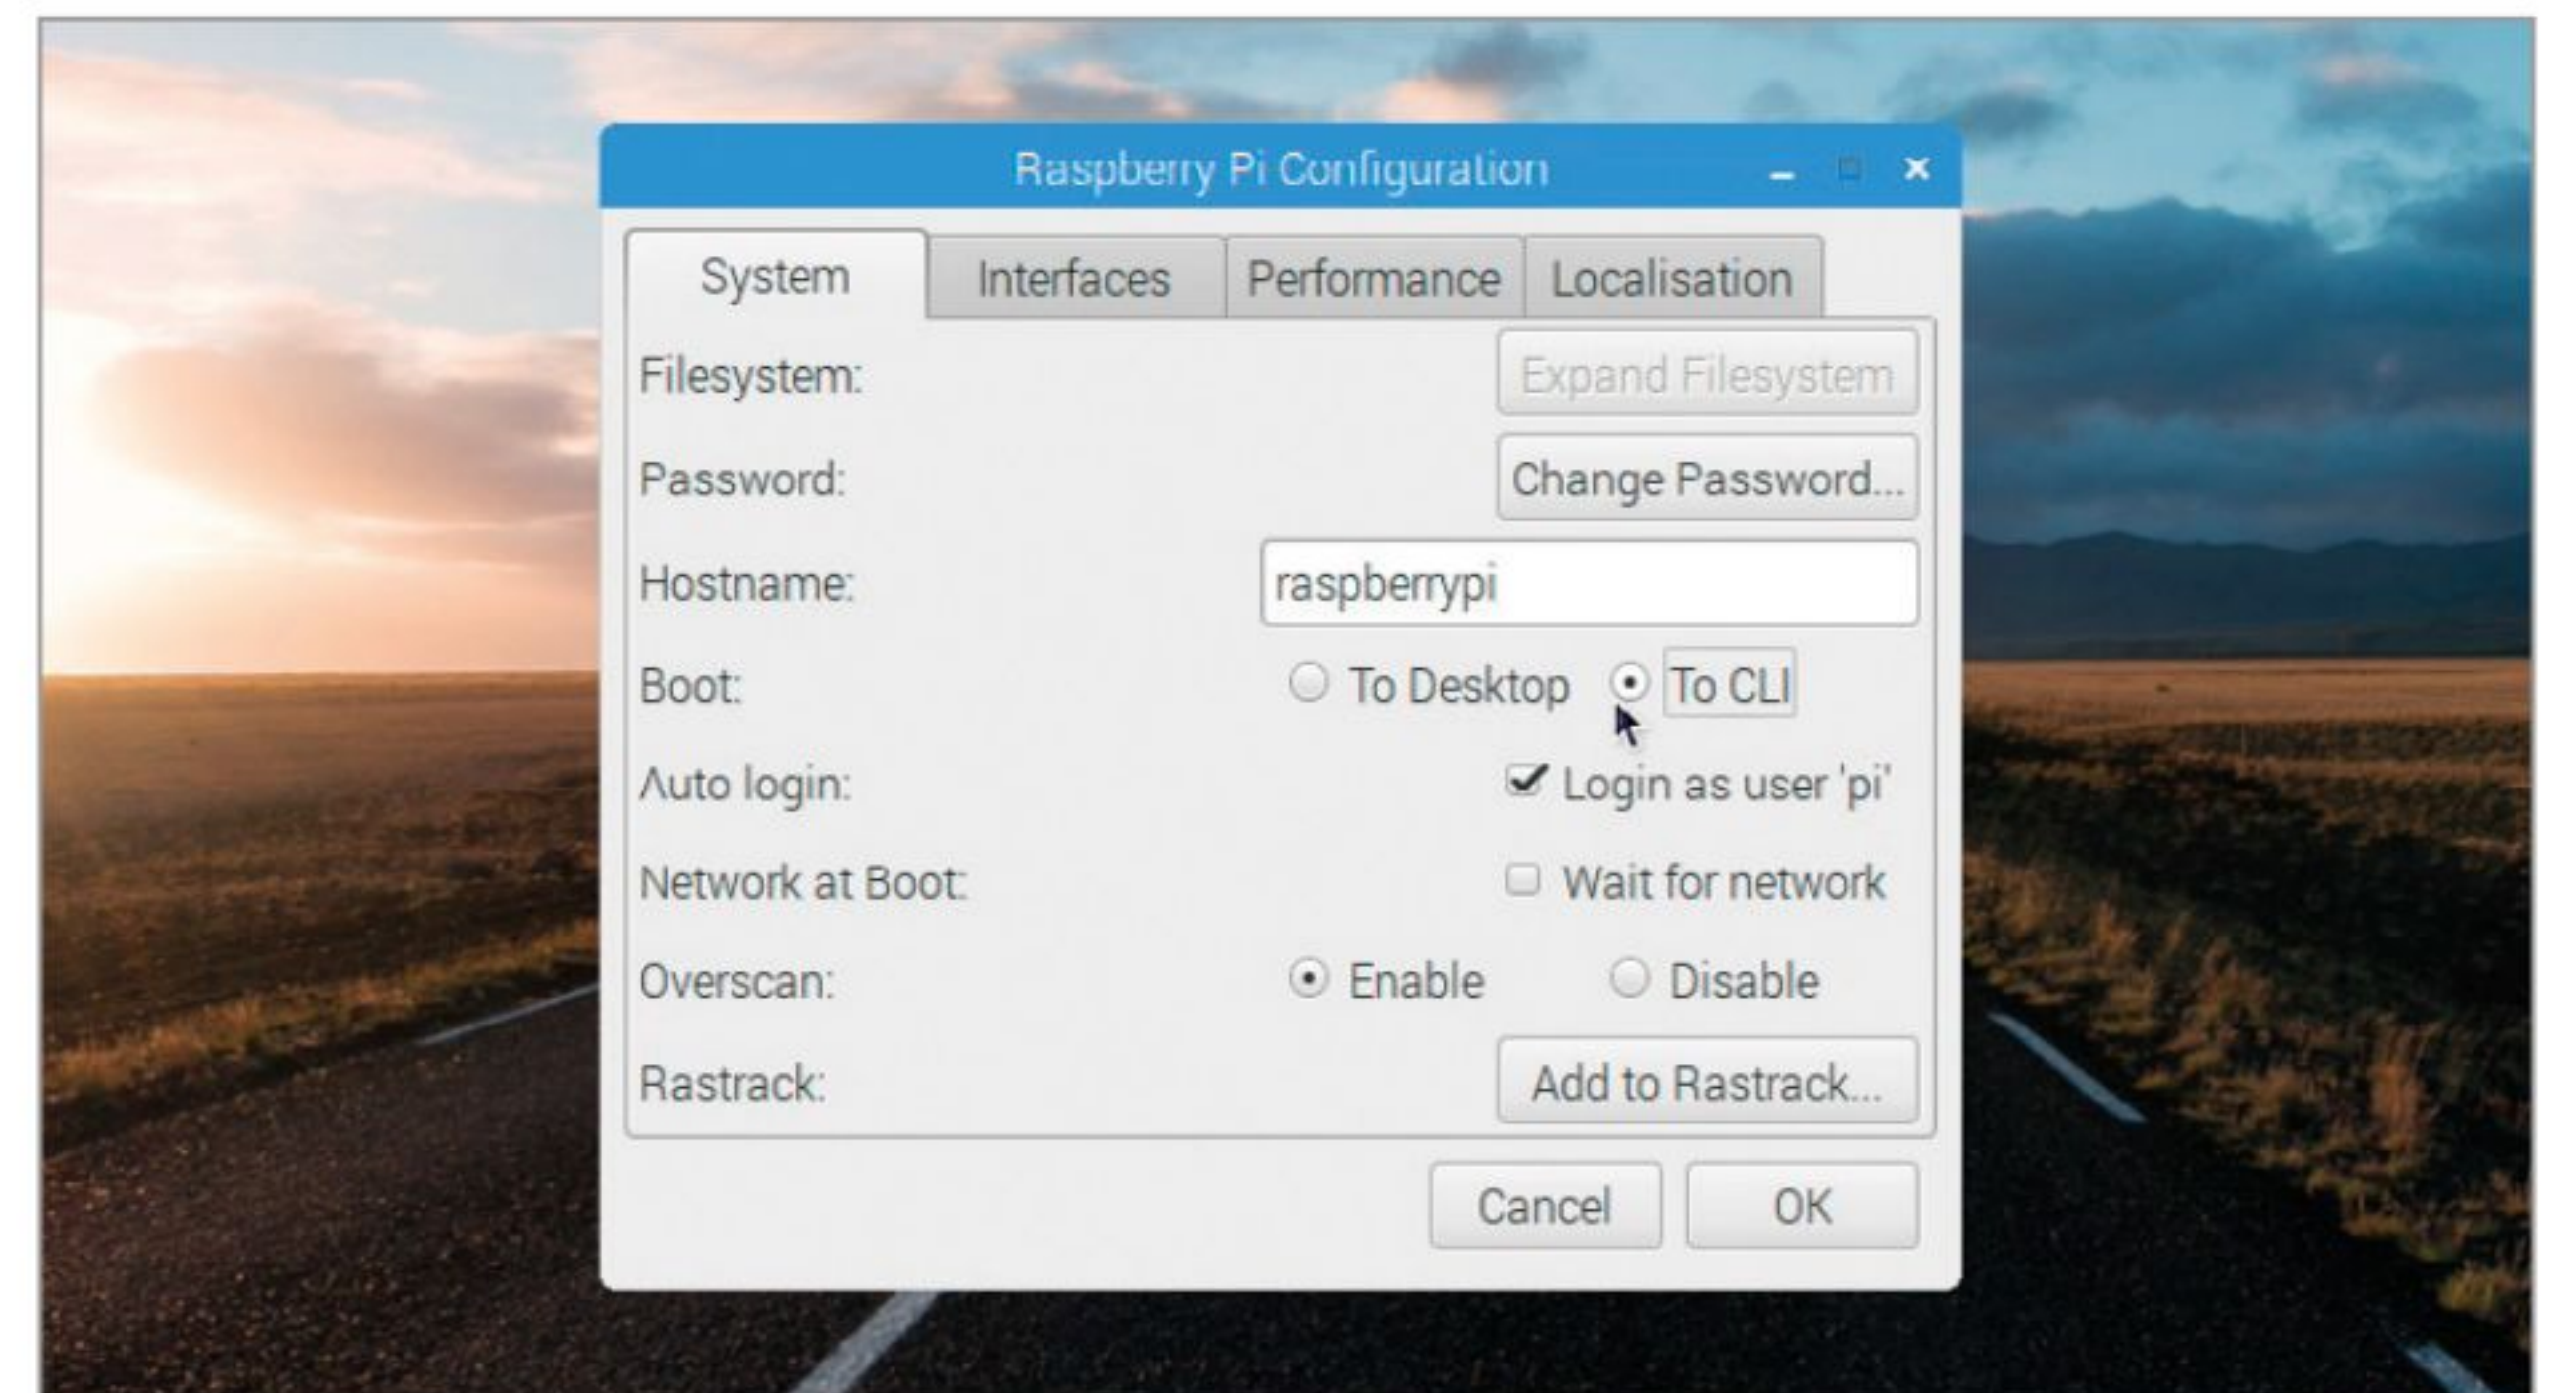 Raspberry Pi Configuration
System Interfaces Performance Localisation
Filesystem: Expand Filesystem
Password: Change Password...
Hostname: raspberrypi
Boot: To Desktop To CLI
Auto login: Login as user 'pi'
Network at Boot: Wait for network
Overscan: Enable Disable
Rastrack: Add to Rastrack...
Cancel OK